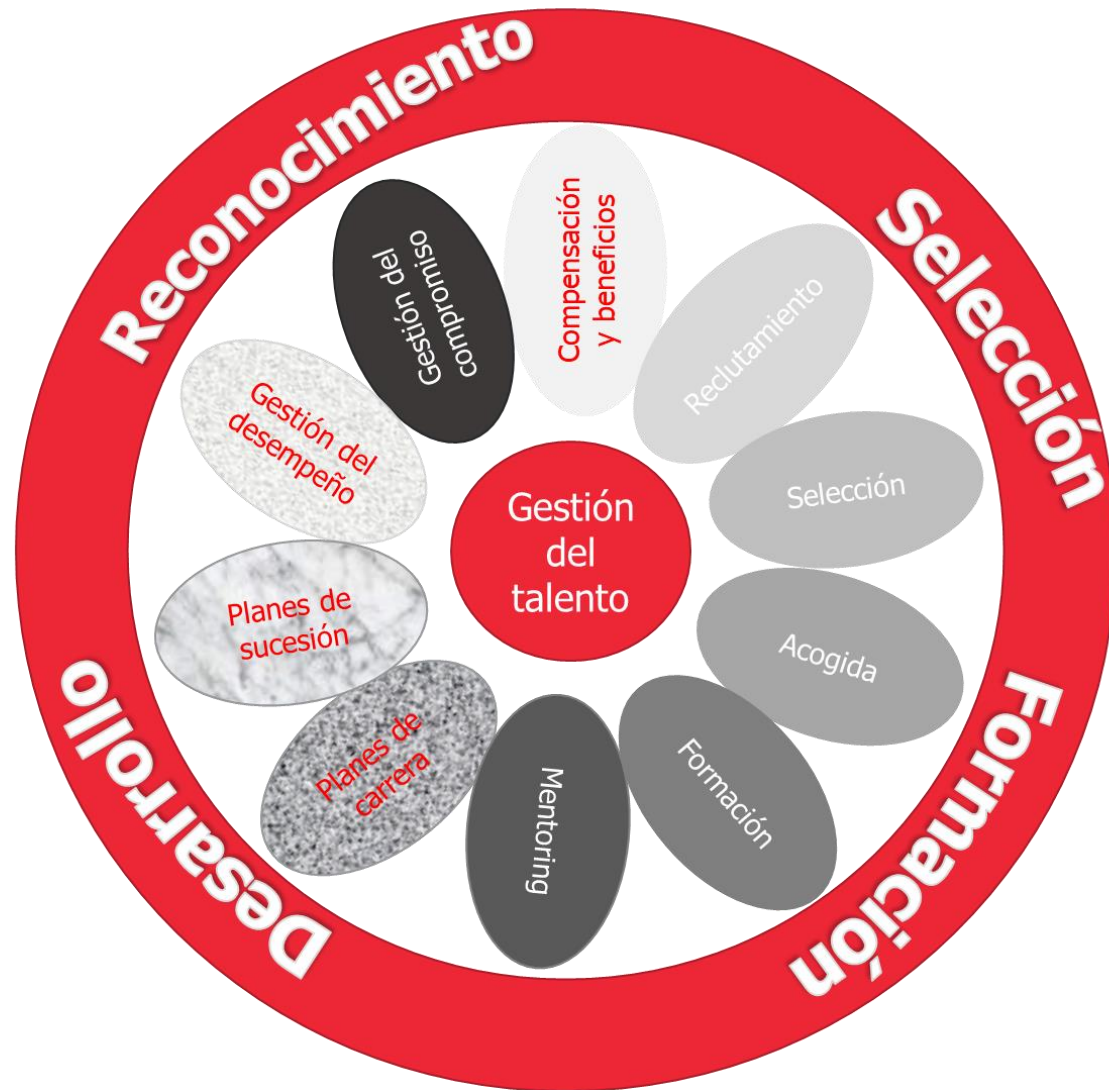 Reconocimiento
Selección
Formación
Desarrollo
Compensación
y beneficios
Reclutamiento
Selección
Acogida
Formación
Mentoring
Planes de
carrera
Planes de
sucesión
Gestión del
desempeño
Gestión del
compromiso
Gestión
del
talento